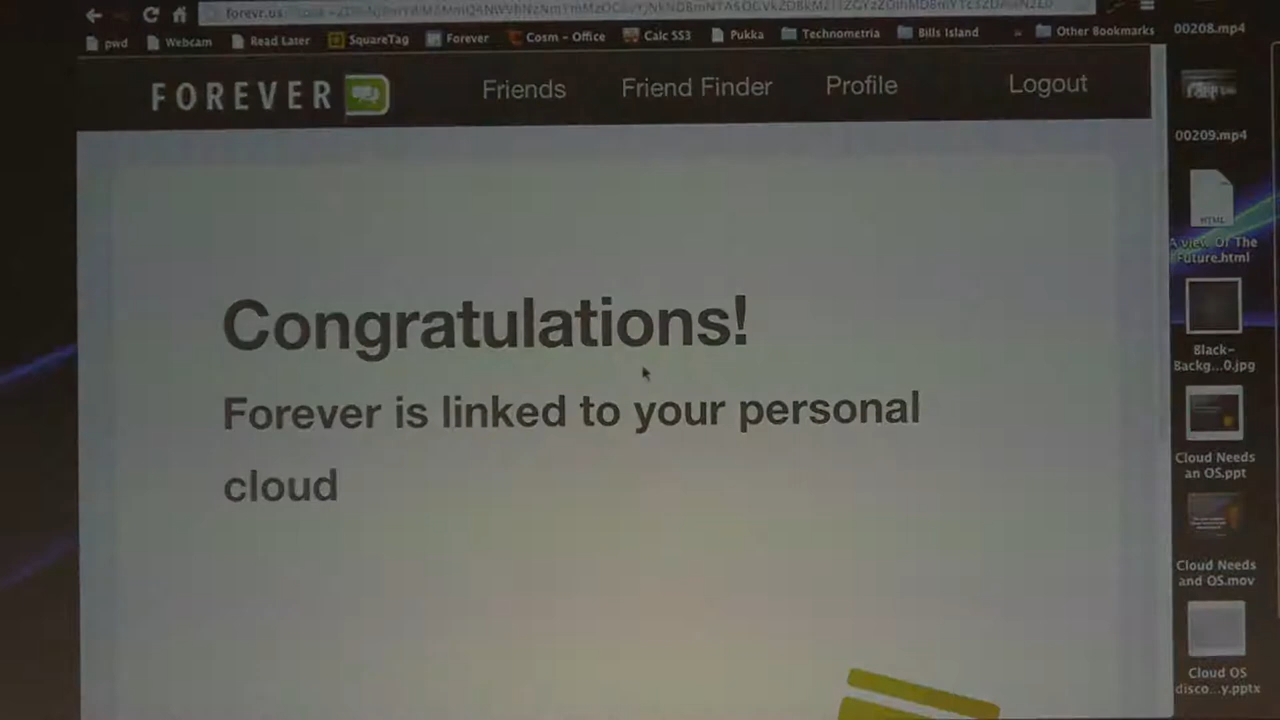 forevr.us
pwd Webcam Read Later SquareTag Forever Cosm - Office Calc SS3 Pukka Technometria Bills Island » Other Bookmarks
FOREVER Friends Friend Finder Profile Logout
Congratulations!
Forever is linked to your personal
cloud
00208.mp4
00209.mp4
HTML
A view Of The
Future.html
Black-
Backg...0.jpg
Cloud Needs
an OS.ppt
Cloud Needs
and OS.mov
Cloud OS
disco...y.pptx